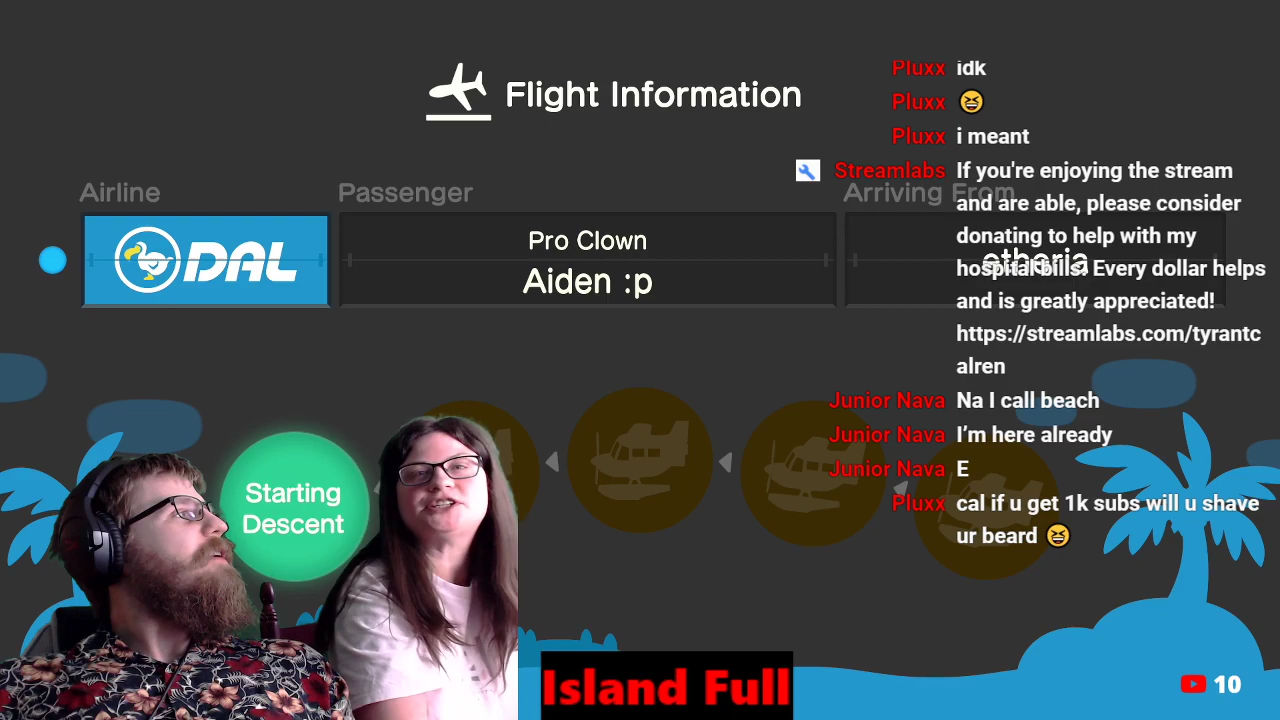 Flight Information
Airline
Passenger
Arriving From
DAL
Pro Clown
Aiden :p
etheria
Starting
Descent
Island Full
Pluxx idk
Pluxx 😆
Pluxx i meant
Streamlabs If you're enjoying the stream
and are able, please consider
donating to help with my
hospital bills! Every dollar helps
and is greatly appreciated!
https://streamlabs.com/tyrantc
alren
Junior Nava Na I call beach
Junior Nava I’m here already
Junior Nava E
Pluxx cal if u get 1k subs will u shave
ur beard 😆
10